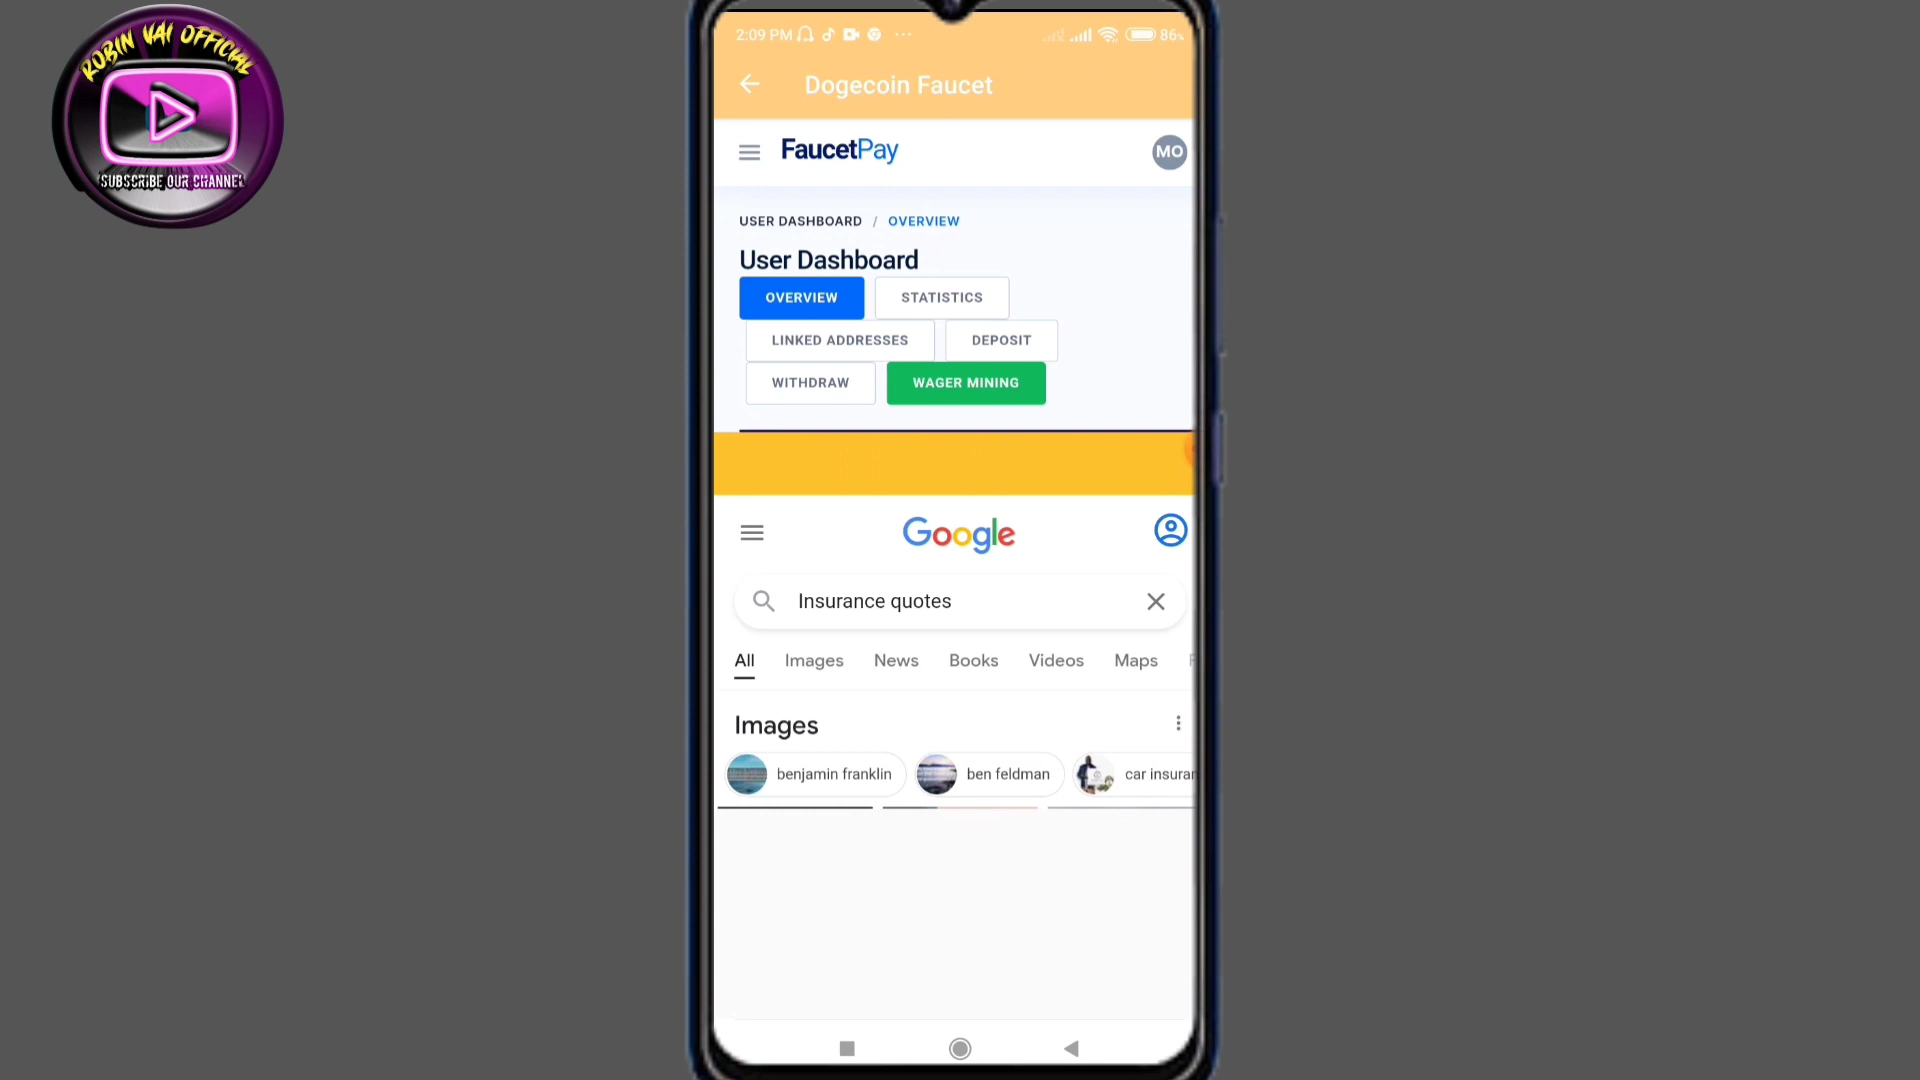 ROBIN VAI OFFICIAL
SUBSCRIBE OUR CHANNEL
2:09 PM
86%
Dogecoin Faucet
FaucetPay
MO
USER DASHBOARD / OVERVIEW
User Dashboard
OVERVIEW
STATISTICS
LINKED ADDRESSES
DEPOSIT
WITHDRAW
WAGER MINING
Google
Insurance quotes
All
Images
News
Books
Videos
Maps
Images
benjamin franklin
ben feldman
car insuran